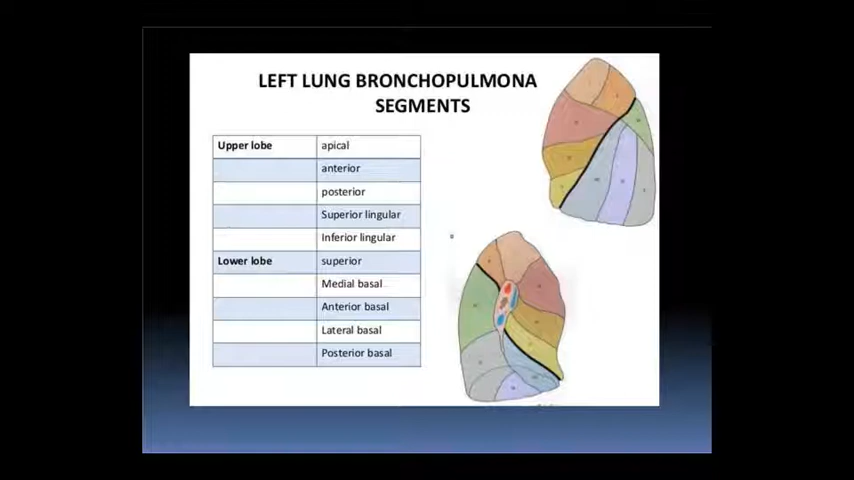 LEFT LUNG BRONCHOPULMONA
SEGMENTS
Upper lobe apical
anterior
posterior
Superior lingular
Inferior lingular
Lower lobe superior
Medial basal
Anterior basal
Lateral basal
Posterior basal